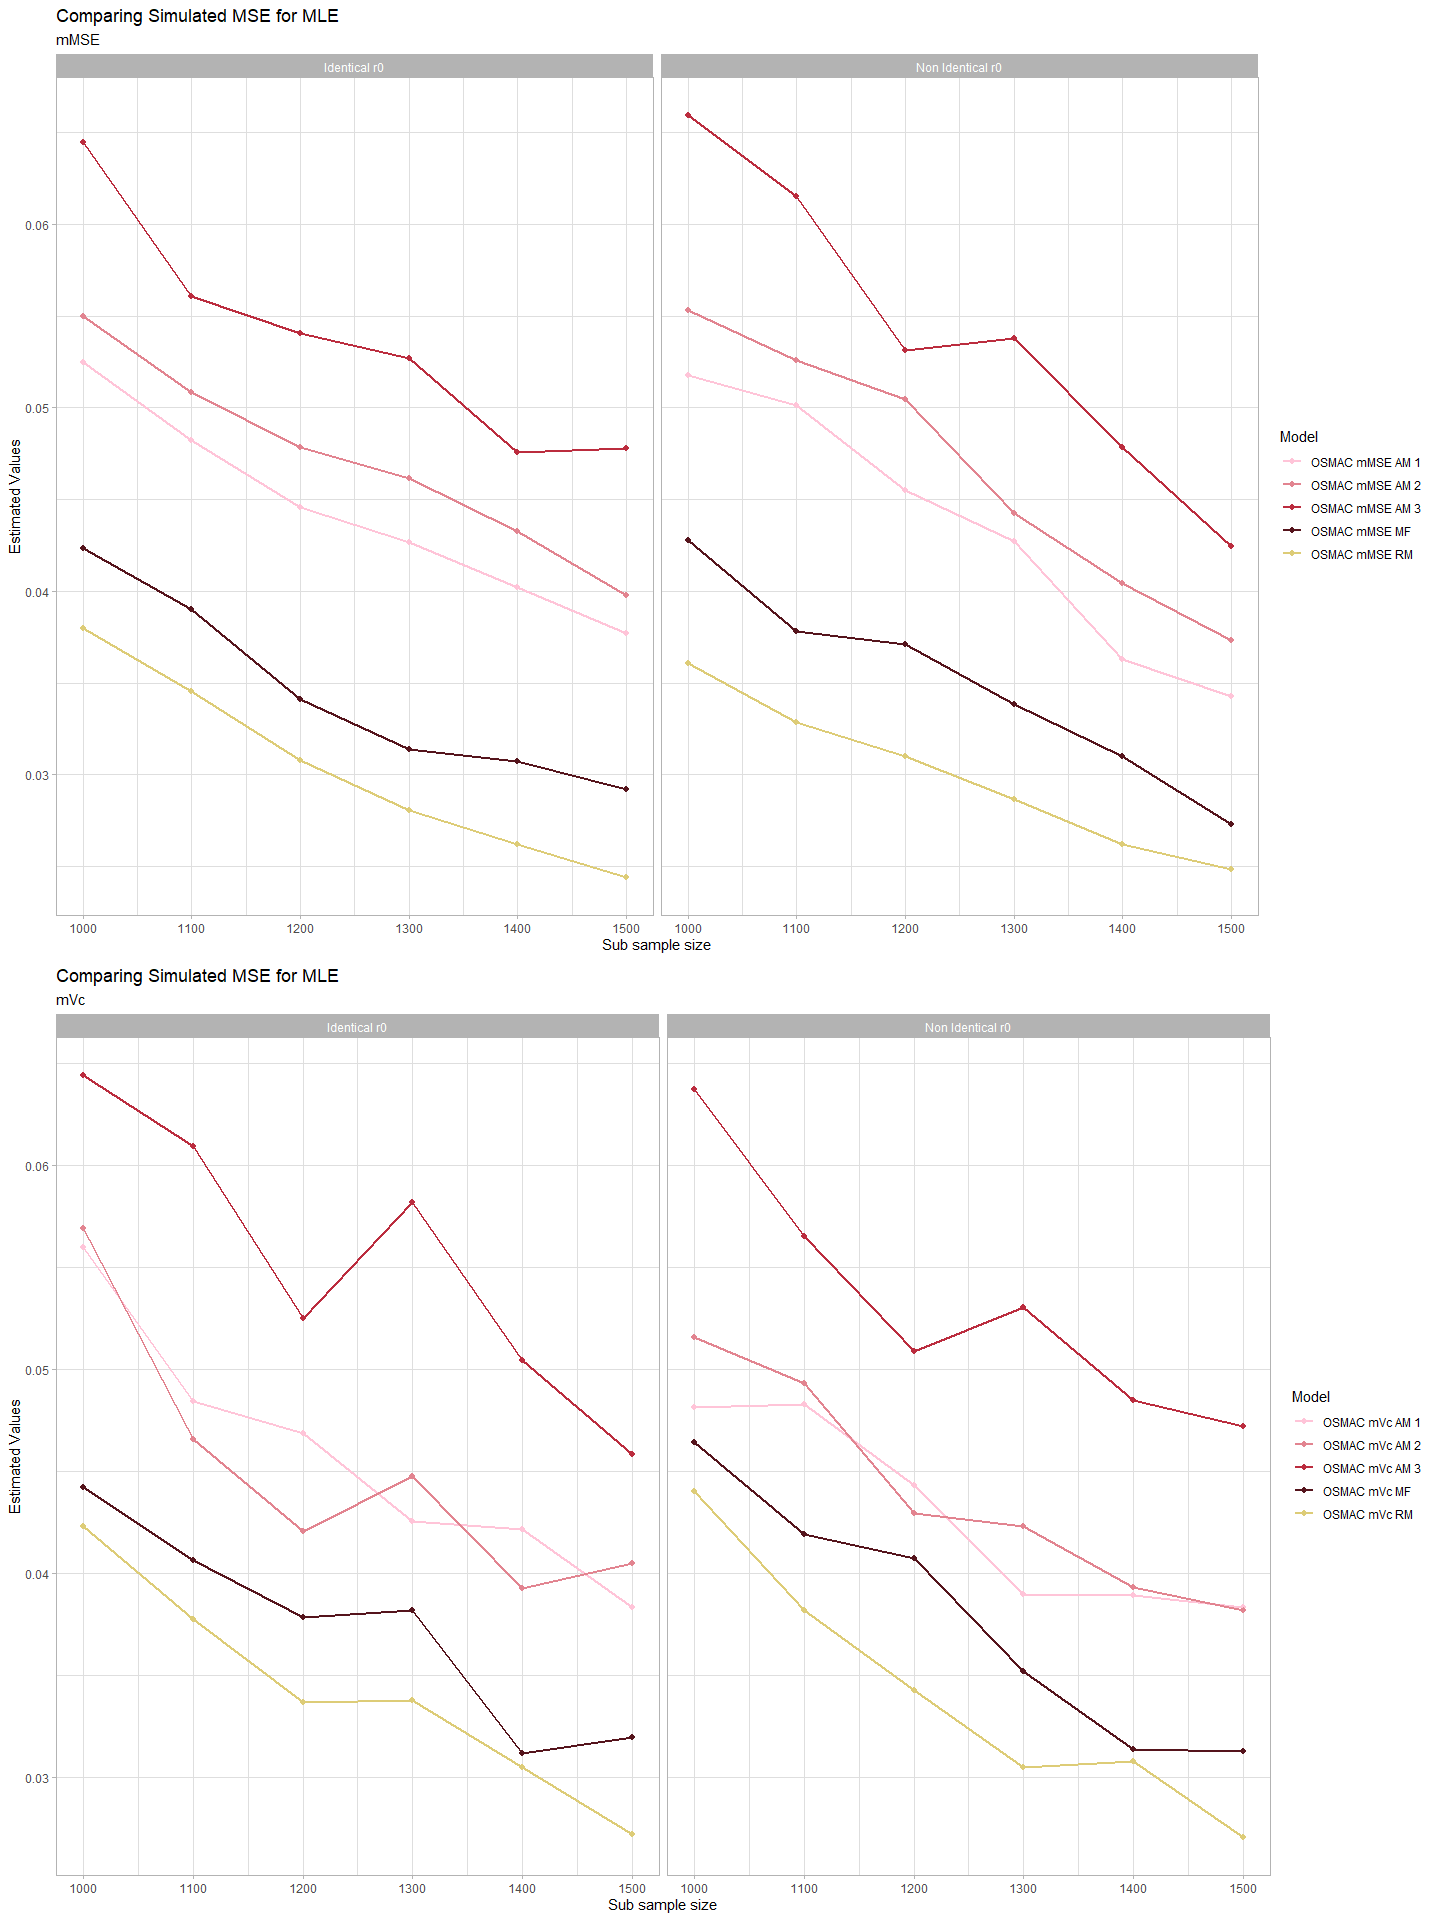 Comparing Simulated MSE for MLE
mMSE
Identical r0
Non Identical r0
Estimated Values
0.06
0.05
0.04
0.03
1000 1100 1200 1300 1400 1500
1000 1100 1200 1300 1400 1500
Sub sample size
Model
OSMAC mMSE AM 1
OSMAC mMSE AM 2
OSMAC mMSE AM 3
OSMAC mMSE MF
OSMAC mMSE RM
Comparing Simulated MSE for MLE
mVc
Identical r0
Non Identical r0
Estimated Values
0.06
0.05
0.04
0.03
1000 1100 1200 1300 1400 1500
1000 1100 1200 1300 1400 1500
Sub sample size
Model
OSMAC mVc AM 1
OSMAC mVc AM 2
OSMAC mVc AM 3
OSMAC mVc MF
OSMAC mVc RM